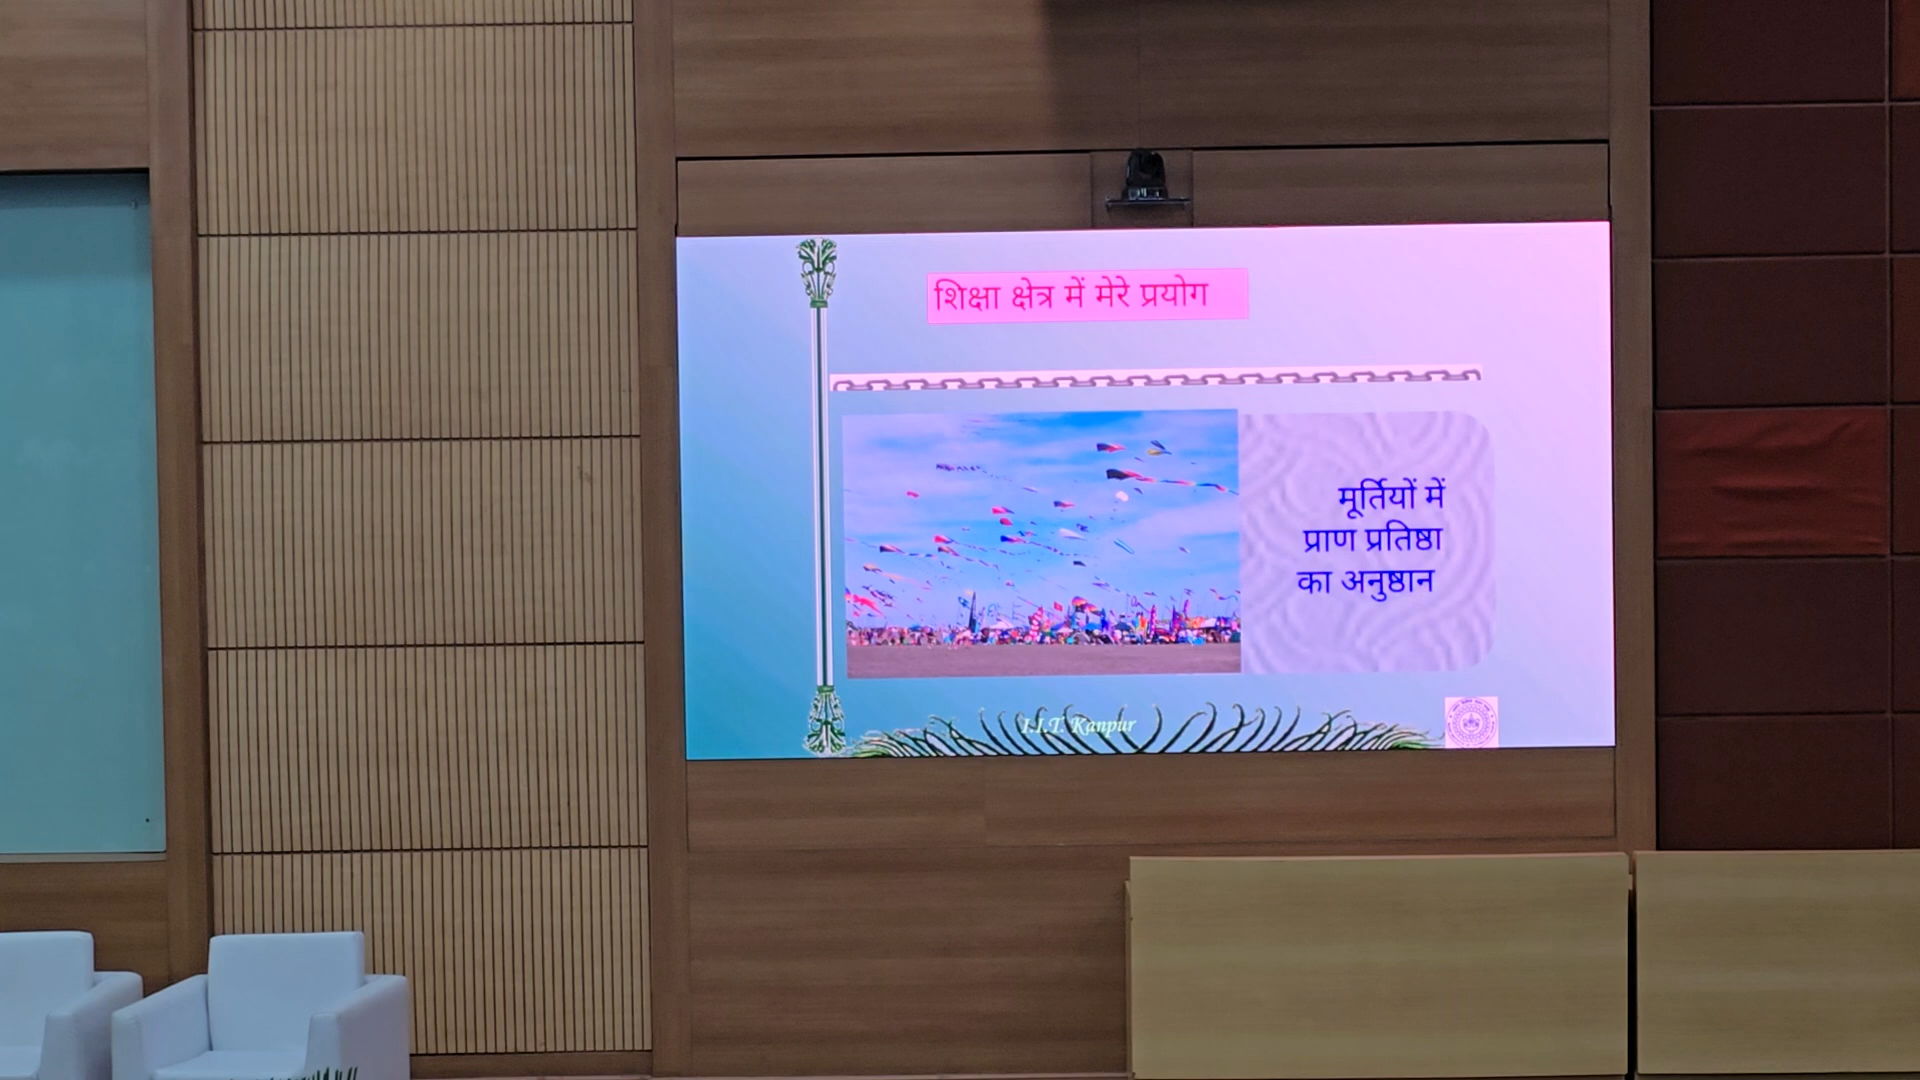 शिक्षा क्षेत्र में मेरे प्रयोग
मूर्तियों में
प्राण प्रतिष्ठा
का अनुष्ठान
I.I.T. Kanpur